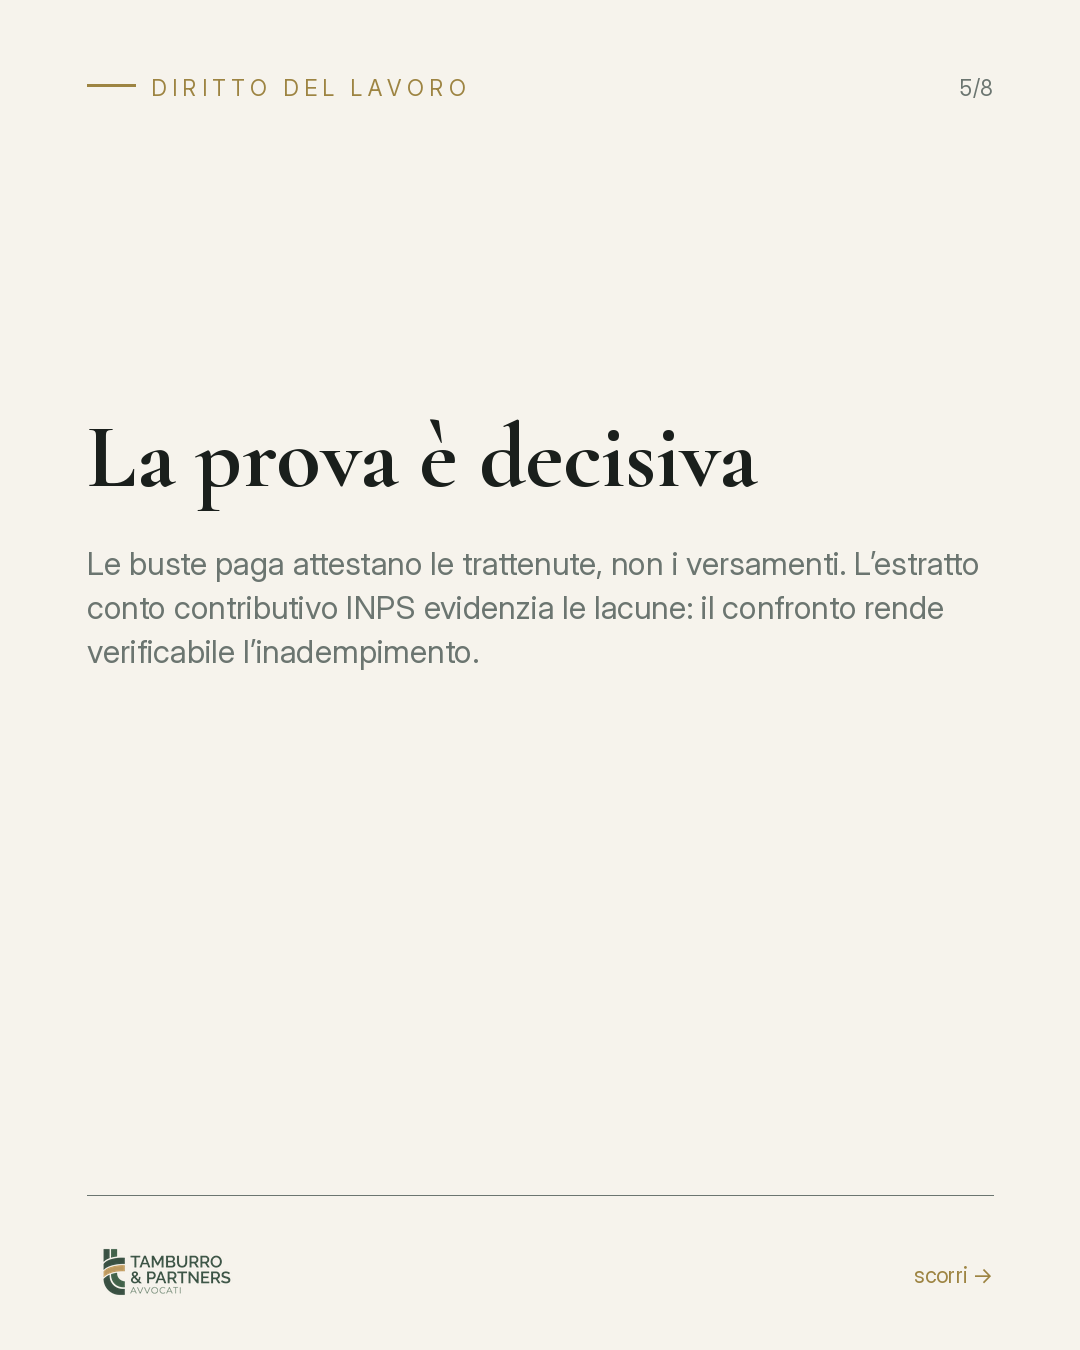 DIRITTO DEL LAVORO
5/8
La prova è decisiva
Le buste paga attestano le trattenute, non i versamenti. L’estratto
conto contributivo INPS evidenzia le lacune: il confronto rende
verificabile l’inadempimento.
TAMBURRO
& PARTNERS
AVVOCATI
scorri →